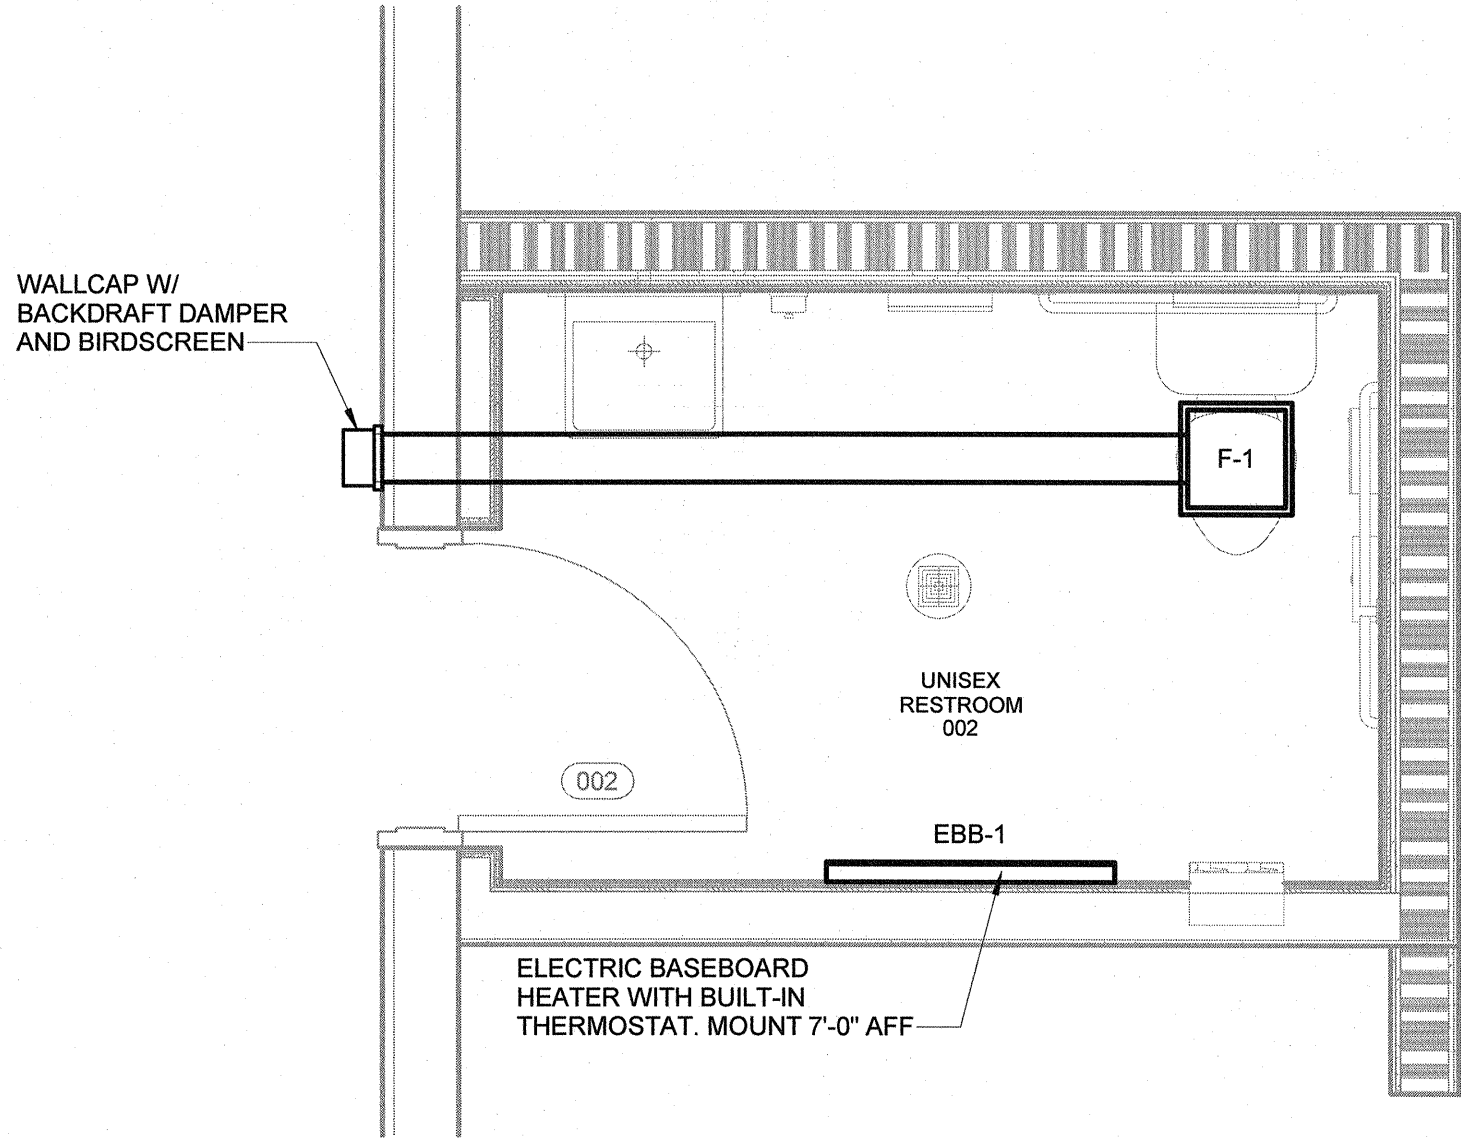 WALLCAP W/
BACKDRAFT DAMPER
AND BIRDSCREEN
F-1
UNISEX
RESTROOM
002
002
EBB-1
ELECTRIC BASEBOARD
HEATER WITH BUILT-IN
THERMOSTAT. MOUNT 7'-0" AFF